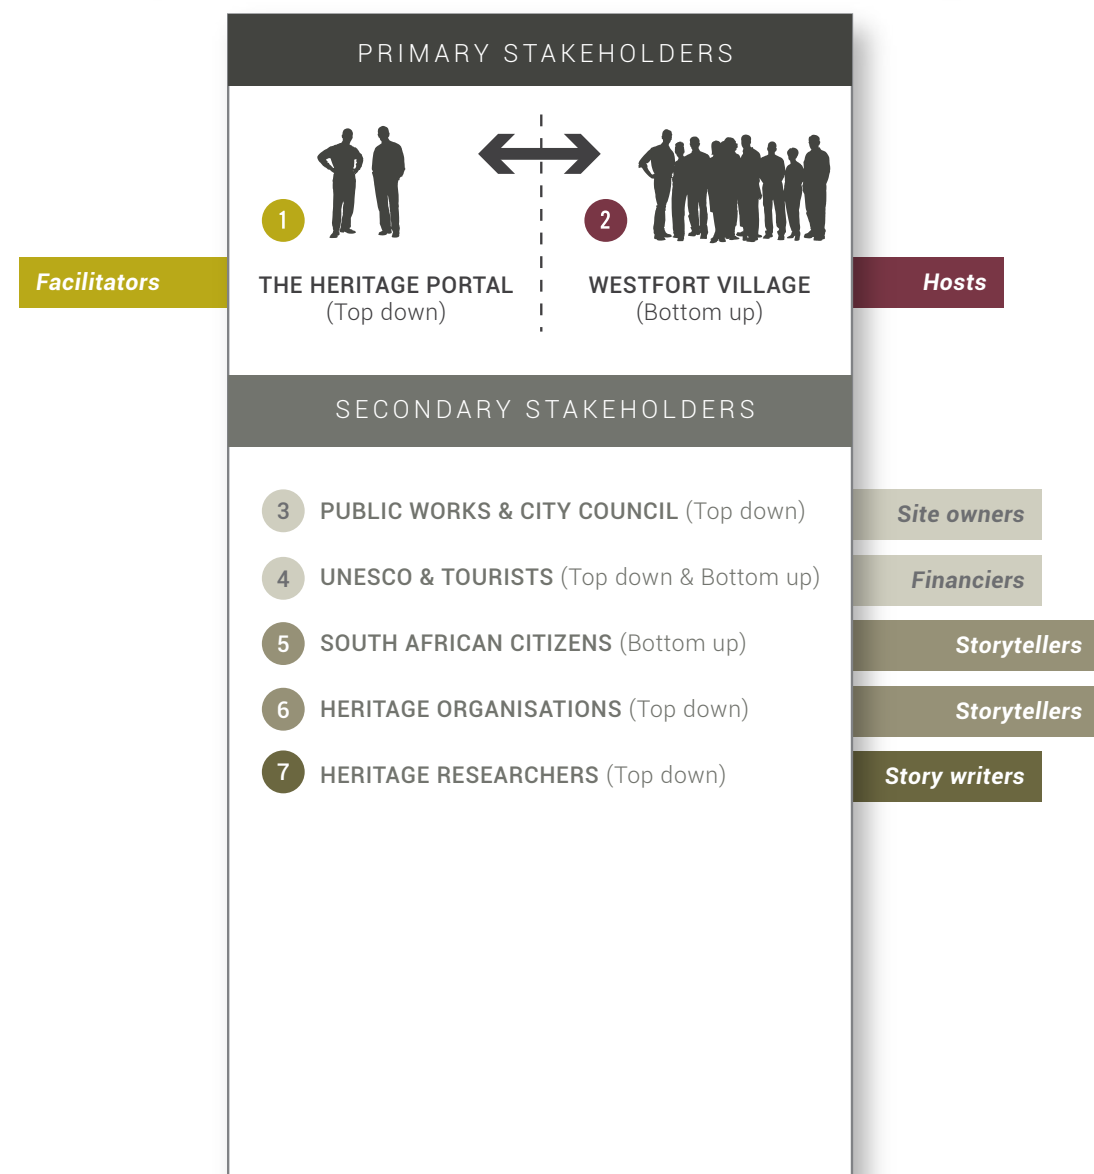 PRIMARY STAKEHOLDERS
1
2
Facilitators
THE HERITAGE PORTAL
(Top down)
WESTFORT VILLAGE
(Bottom up)
Hosts
SECONDARY STAKEHOLDERS
3 PUBLIC WORKS & CITY COUNCIL (Top down) Site owners
4 UNESCO & TOURISTS (Top down & Bottom up) Financiers
5 SOUTH AFRICAN CITIZENS (Bottom up) Storytellers
6 HERITAGE ORGANISATIONS (Top down) Storytellers
7 HERITAGE RESEARCHERS (Top down) Story writers